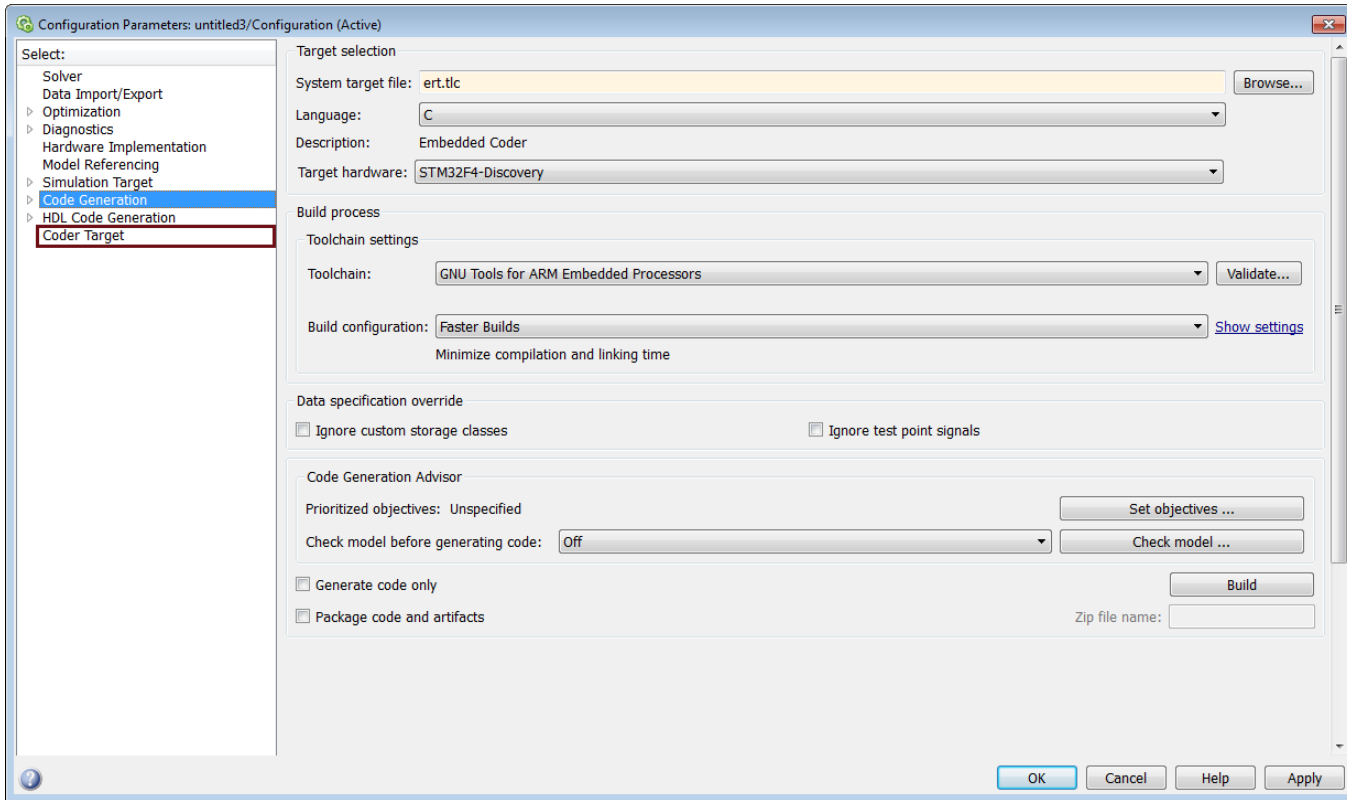 Configuration Parameters: untitled3/Configuration (Active)
Select:
Solver
Data Import/Export
Optimization
Diagnostics
Hardware Implementation
Model Referencing
Simulation Target
Code Generation
HDL Code Generation
Coder Target
Target selection
System target file: ert.tlc Browse...
Language: C
Description: Embedded Coder
Target hardware: STM32F4-Discovery
Build process
Toolchain settings
Toolchain: GNU Tools for ARM Embedded Processors Validate...
Build configuration: Faster Builds Show settings
Minimize compilation and linking time
Data specification override
Ignore custom storage classes Ignore test point signals
Code Generation Advisor
Prioritized objectives: Unspecified Set objectives ...
Check model before generating code: Off Check model ...
Generate code only Build
Package code and artifacts Zip file name:
OK Cancel Help Apply